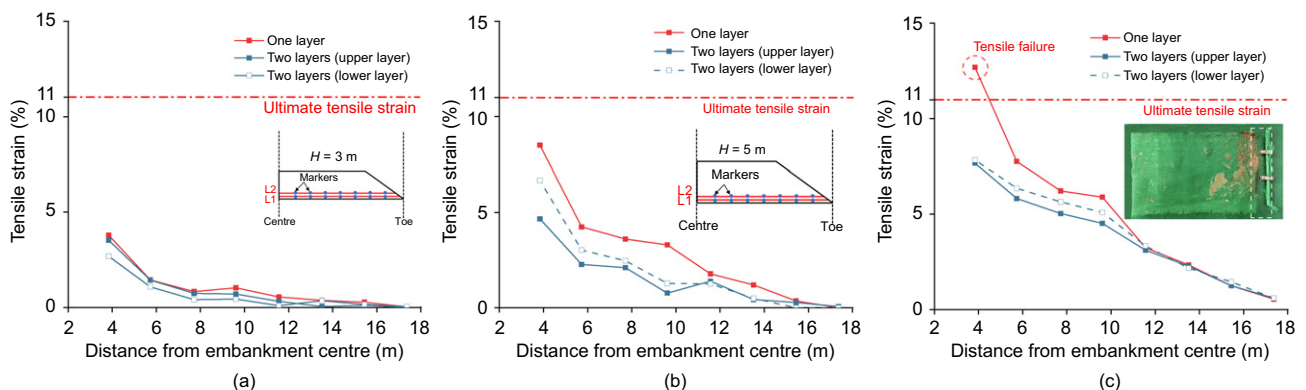 15
11
10
5
0
Tensile strain (%)
One layer
Two layers (upper layer)
Two layers (lower layer)
Ultimate tensile strain
H = 3 m
Markers
L2
L1
Centre
Toe
2 4 6 8 10 12 14 16 18
Distance from embankment centre (m)
(a)
15
11
10
5
0
Tensile strain (%)
One layer
Two layers (upper layer)
Two layers (lower layer)
Ultimate tensile strain
H = 5 m
Markers
L2
L1
Centre
Toe
2 4 6 8 10 12 14 16 18
Distance from embankment centre (m)
(b)
15
11
10
5
0
Tensile strain (%)
One layer
Tensile failure
Two layers (upper layer)
Two layers (lower layer)
Ultimate tensile strain
2 4 6 8 10 12 14 16 18
Distance from embankment centre (m)
(c)